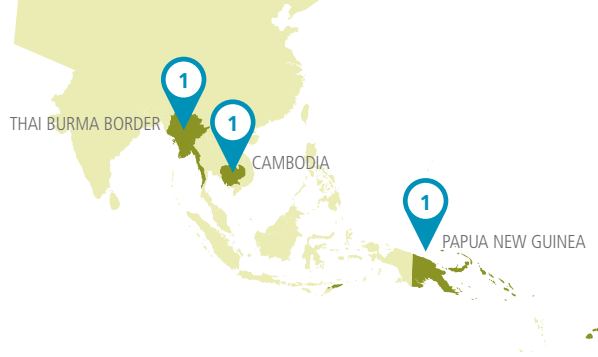 1
1
THAI BURMA BORDER
CAMBODIA
1
PAPUA NEW GUINEA